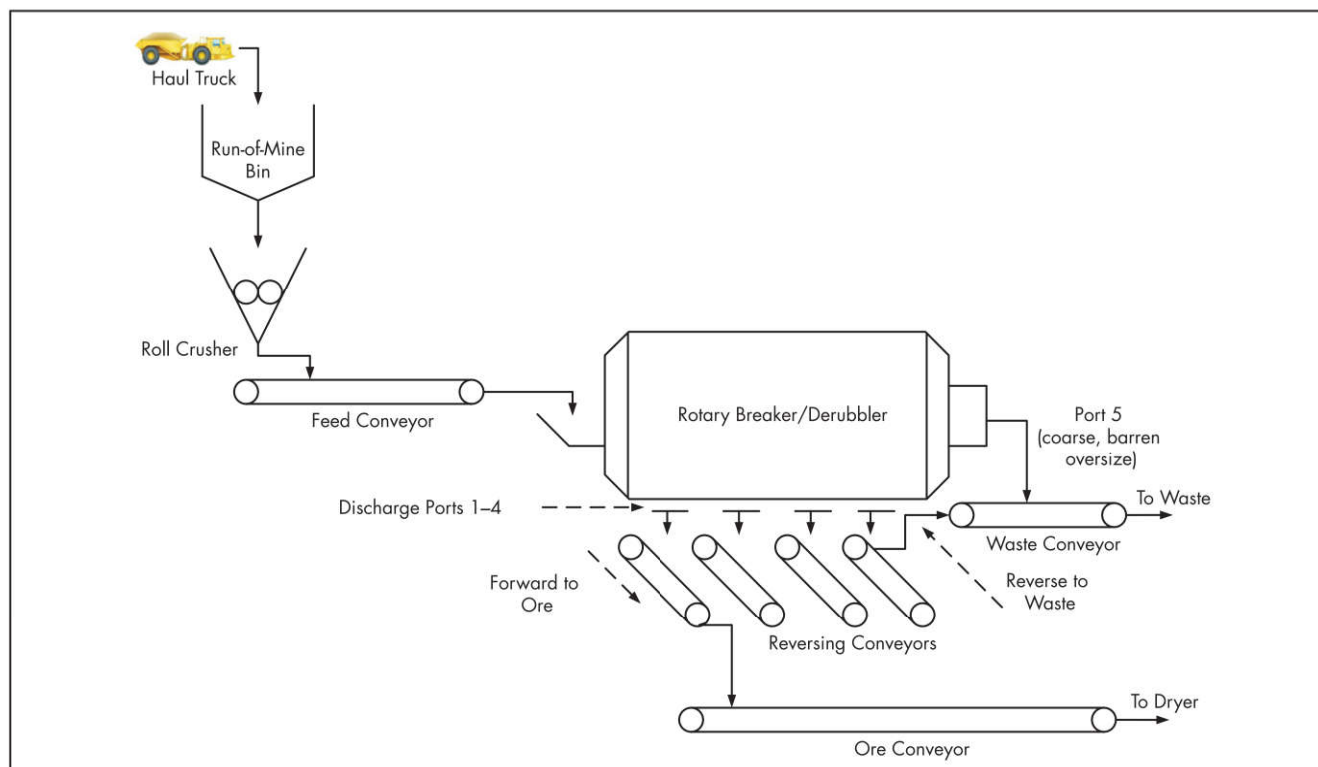 Haul Truck
Run-of-Mine
Bin
Roll Crusher
Feed Conveyor
Rotary Breaker/Derubbler
Port 5
(coarse, barren
oversize)
Discharge Ports 1–4
To Waste
Waste Conveyor
Forward to
Ore
Reverse to
Waste
Reversing Conveyors
To Dryer
Ore Conveyor